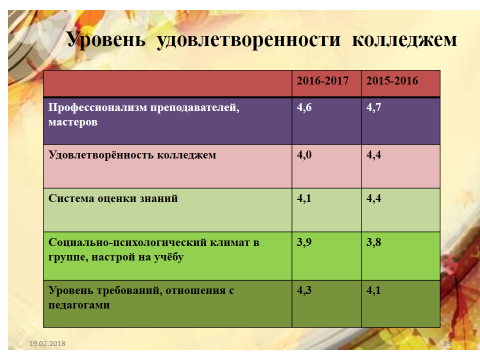 Уровень удовлетворенности колледжем
2016-2017 2015-2016
Профессионализм преподавателей,
мастеров
4,6 4,7
Удовлетворённость колледжем 4,0 4,4
Система оценки знаний 4,1 4,4
Социально-психологический климат в
группе, настрой на учёбу
3,9 3,8
Уровень требований, отношения с
педагогами
4,3 4,1
19.02.2018